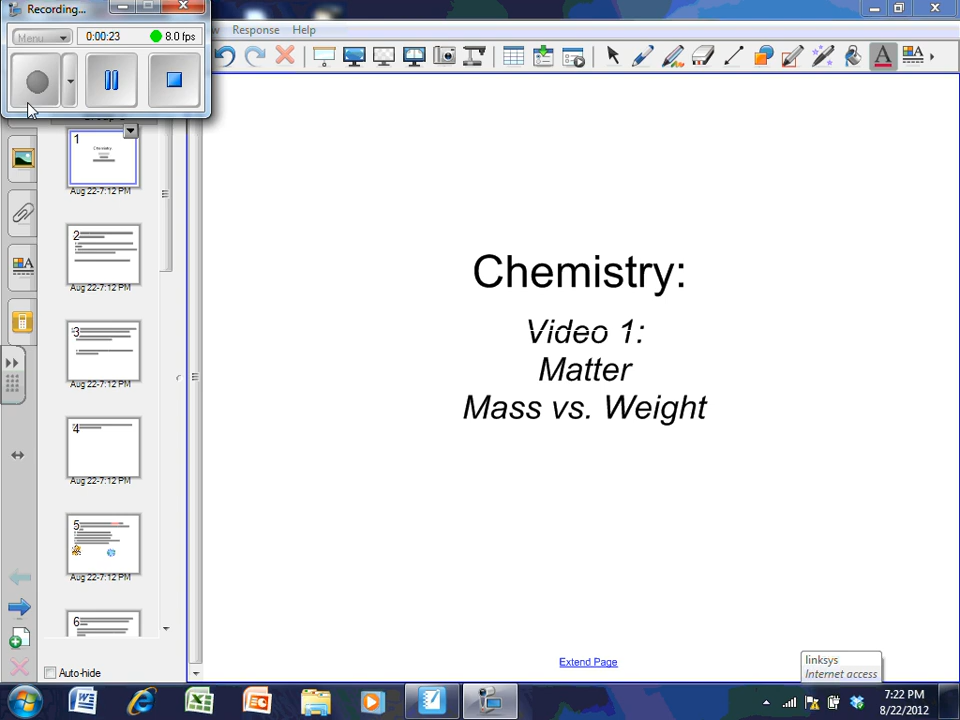 Recording...
Menu
0:00:23
8.0 fps
Response
Help
1
Chemistry
Aug 22-7:12 PM
2
Aug 22-7:12 PM
3
Aug 22-7:12 PM
4
Aug 22-7:12 PM
5
Aug 22-7:12 PM
6
Auto-hide
Chemistry:
Video 1:
Matter
Mass vs. Weight
Extend Page
linksys
Internet access
7:22 PM
8/22/2012